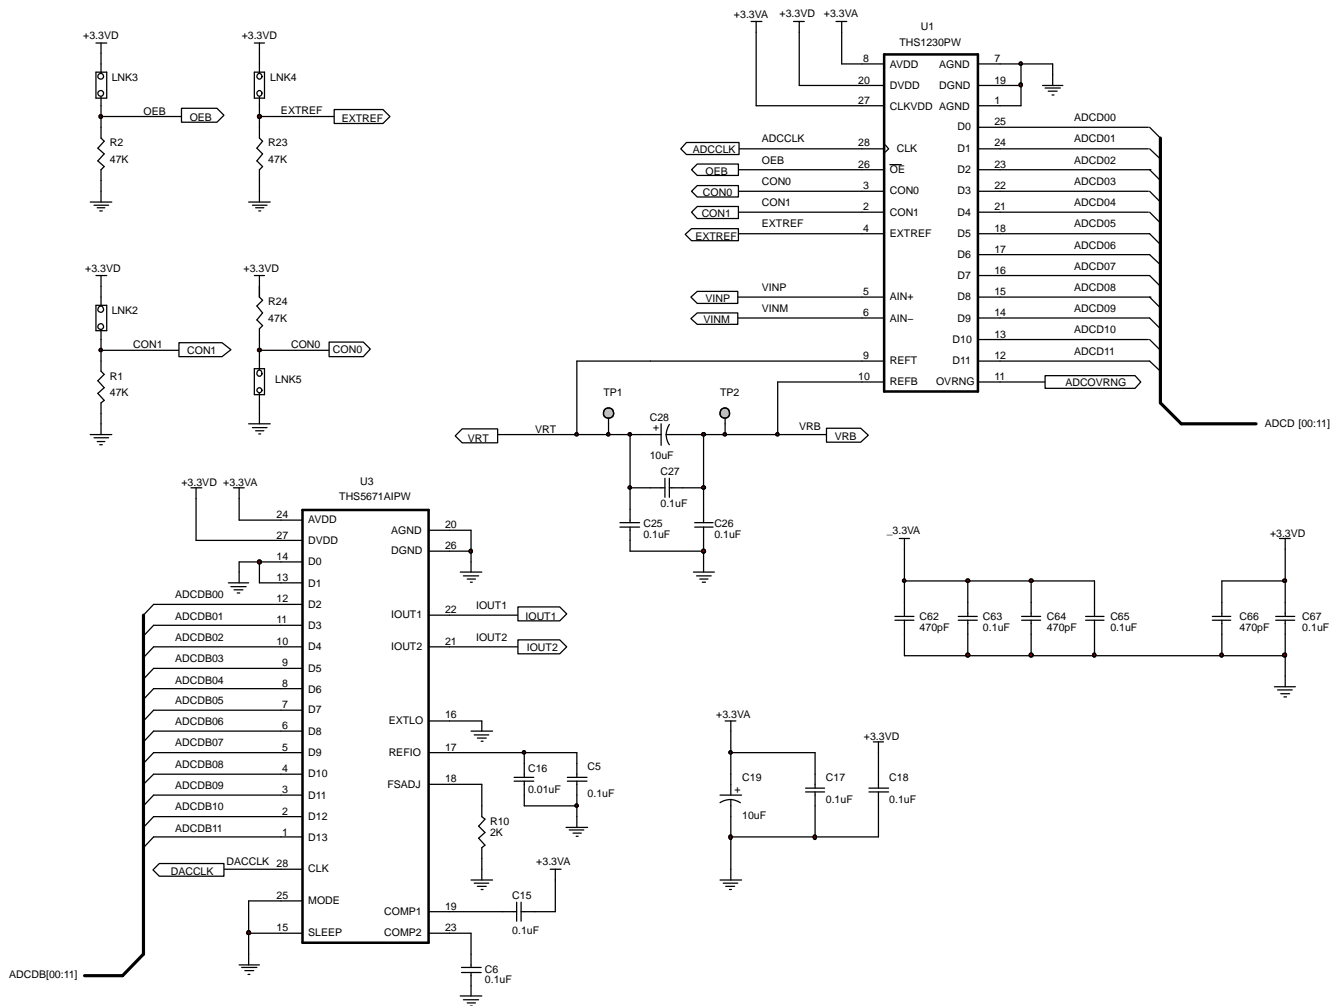 +3.3VD
LNK3
OEB
OEB
R2
47K
+3.3VD
LNK4
EXTREF
EXTREF
R23
47K
+3.3VD
LNK2
CON1
CON1
R1
47K
+3.3VD
R24
47K
CON0
CON0
LNK5
+3.3VA +3.3VD +3.3VA
U1
THS1230PW
8 AVDD AGND 7
20 DVDD DGND 19
27 CLKVDD AGND 1
D0 25 ADCD00
ADCCLK ADCCLK 28 CLK D1 24 ADCD01
OEB OEB 26 OE D2 23 ADCD02
CON0 CON0 3 CON0 D3 22 ADCD03
CON1 CON1 2 CON1 D4 21 ADCD04
EXTREF EXTREF 4 EXTREF D5 18 ADCD05
D6 17 ADCD06
D7 16 ADCD07
VINP VINP 5 AIN+ D8 15 ADCD08
VINM VINM 6 AIN– D9 14 ADCD09
D10 13 ADCD10
9 REFT D11 12 ADCD11
10 REFB OVRNG 11 ADCOVRNG
ADCD [00:11]
TP1 TP2
VRT VRT
C28
+
10uF
VRB VRB
C27
0.1uF
C25
0.1uF
C26
0.1uF
+3.3VD +3.3VA
U3
THS5671AIPW
24 AVDD AGND 20
27 DVDD DGND 26
14 D0
13 D1
ADCDB00 12 D2
ADCDB01 11 D3 IOUT1 22 IOUT1 IOUT1
ADCDB02 10 D4 IOUT2 21 IOUT2 IOUT2
ADCDB03 9 D5
ADCDB04 8 D6
ADCDB05 7 D7
ADCDB06 6 D8 EXTLO 16
ADCDB07 5 D9 REFIO 17
ADCDB08 4 D10
ADCDB09 3 D11 FSADJ 18
ADCDB10 2 D12
ADCDB11 1 D13
DACCLK DACCLK 28 CLK
25 MODE COMP1 19
15 SLEEP COMP2 23
ADCDB[00:11]
C16
0.01uF
C5
0.1uF
R10
2K
+3.3VA
C15
0.1uF
C6
0.1uF
_3.3VA
C62
470pF
C63
0.1uF
C64
470pF
C65
0.1uF
+3.3VD
C66
470pF
C67
0.1uF
+3.3VA
C19
+
10uF
C17
0.1uF
+3.3VD
C18
0.1uF